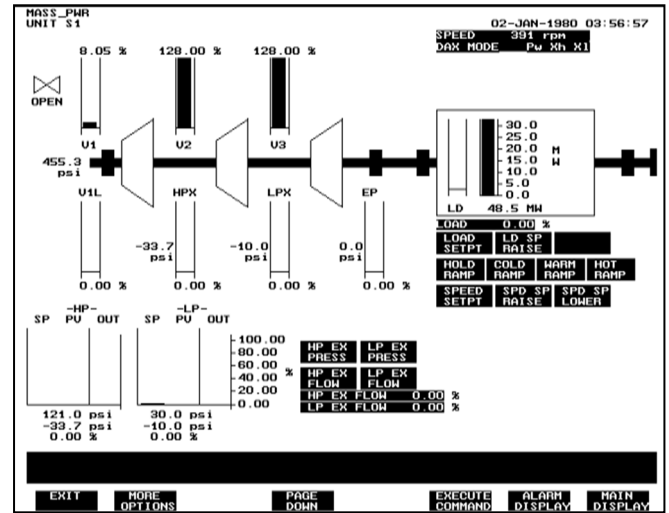 MASS_PWR
UNIT S1
02-JAN-1980 03:56:57
SPEED 391 rpm
DAX MODE Pw Xh Xl
8.05 % 128.00 % 128.00 %
OPEN
V1 V2 V3
455.3
psi
30.0
25.0
20.0
15.0
10.0
5.0
0.0
M
W
LD 48.5 MW
V1L HPX LPX EP
-33.7
psi
-10.0
psi
0.0
psi
0.00 % 0.00 % 0.00 % 0.00 %
LOAD 0.00 %
LOAD
SETPT
LD SP
RAISE
HOLD
RAMP
COLD
RAMP
WARM
RAMP
HOT
RAMP
SPEED
SETPT
SPD SP
RAISE
SPD SP
LOWER
-HP-
SP PV OUT
-LP-
SP PV OUT
100.00
80.00
60.00
40.00
20.00
0.00
%
121.0 psi
-33.7 psi
0.00 %
30.0 psi
-10.0 psi
0.00 %
HP EX
PRESS
LP EX
PRESS
HP EX
FLOW
LP EX
FLOW
HP EX FLOW 0.00 %
LP EX FLOW 0.00 %
EXIT
MORE
OPTIONS
PAGE
DOWN
EXECUTE
COMMAND
ALARM
DISPLAY
MAIN
DISPLAY